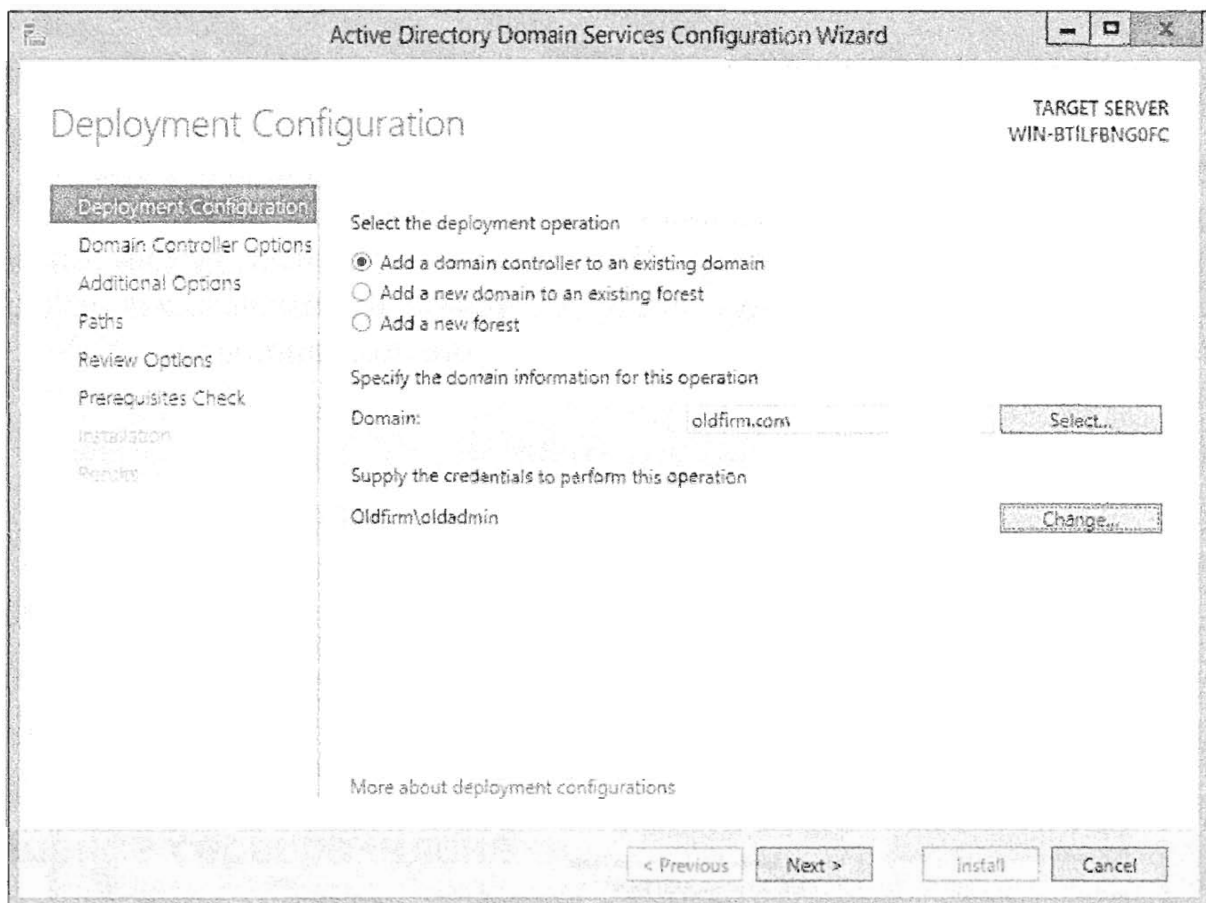 Active Directory Domain Services Configuration Wizard
Deployment Configuration
TARGET SERVER
WIN-BTILFBNG0FC
Deployment Configuration
Domain Controller Options
Additional Options
Paths
Review Options
Prerequisites Check
Installation
Results
Select the deployment operation
Add a domain controller to an existing domain
Add a new domain to an existing forest
Add a new forest
Specify the domain information for this operation
Domain:
oldfirm.com
Select...
Supply the credentials to perform this operation
Oldfirm\oldadmin
Change...
More about deployment configurations
< Previous
Next >
Install
Cancel